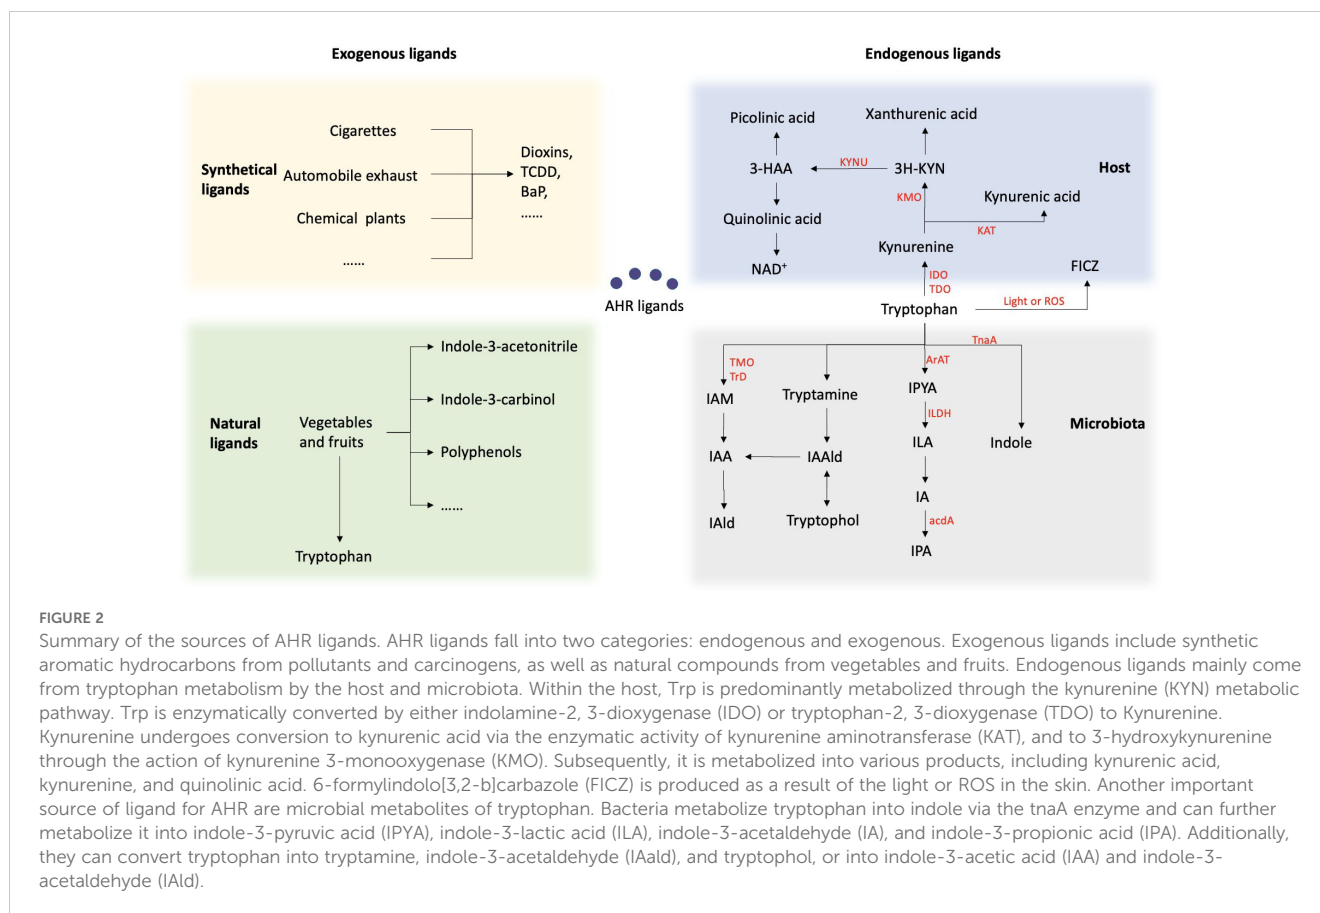 Exogenous ligands
Endogenous ligands
Synthetical
ligands
Cigarettes
Automobile exhaust
Chemical plants
......
Dioxins,
TCDD,
BaP,
......
Natural
ligands
Vegetables
and fruits
Indole-3-acetonitrile
Indole-3-carbinol
Polyphenols
......
Tryptophan
AHR ligands
Picolinic acid
Xanthurenic acid
3-HAA
KYNU
3H-KYN
Host
KMO
Kynurenic acid
Quinolinic acid
KAT
Kynurenine
NAD+
IDO
TDO
FICZ
Tryptophan
Light or ROS
TnaA
TMO
TrD
ArAT
IAM
Tryptamine
IPYA
ILDH
Microbiota
IAA
IAAld
ILA
Indole
IA
IAld
Tryptophol
acdA
IPA
FIGURE 2
Summary of the sources of AHR ligands. AHR ligands fall into two categories: endogenous and exogenous. Exogenous ligands include synthetic
aromatic hydrocarbons from pollutants and carcinogens, as well as natural compounds from vegetables and fruits. Endogenous ligands mainly come
from tryptophan metabolism by the host and microbiota. Within the host, Trp is predominantly metabolized through the kynurenine (KYN) metabolic
pathway. Trp is enzymatically converted by either indolamine-2, 3-dioxygenase (IDO) or tryptophan-2, 3-dioxygenase (TDO) to Kynurenine.
Kynurenine undergoes conversion to kynurenic acid via the enzymatic activity of kynurenine aminotransferase (KAT), and to 3-hydroxykynurenine
through the action of kynurenine 3-monooxygenase (KMO). Subsequently, it is metabolized into various products, including kynurenic acid,
kynurenine, and quinolinic acid. 6-formylindolo[3,2-b]carbazole (FICZ) is produced as a result of the light or ROS in the skin. Another important
source of ligand for AHR are microbial metabolites of tryptophan. Bacteria metabolize tryptophan into indole via the tnaA enzyme and can further
metabolize it into indole-3-pyruvic acid (IPYA), indole-3-lactic acid (ILA), indole-3-acetaldehyde (IA), and indole-3-propionic acid (IPA). Additionally,
they can convert tryptophan into tryptamine, indole-3-acetaldehyde (IAald), and tryptophol, or into indole-3-acetic acid (IAA) and indole-3-
acetaldehyde (IAld).